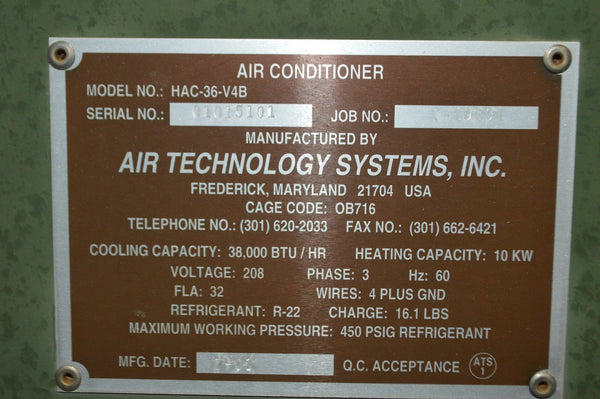 AIR CONDITIONER
MODEL NO.: HAC-36-V4B
SERIAL NO.: 01015101 JOB NO.:
MANUFACTURED BY
AIR TECHNOLOGY SYSTEMS, INC.
FREDERICK, MARYLAND 21704 USA
CAGE CODE: OB716
TELEPHONE NO.: (301) 620-2033 FAX NO.: (301) 662-6421
COOLING CAPACITY: 38,000 BTU / HR HEATING CAPACITY: 10 KW
VOLTAGE: 208 PHASE: 3 Hz: 60
FLA: 32 WIRES: 4 PLUS GND
REFRIGERANT: R-22 CHARGE: 16.1 LBS
MAXIMUM WORKING PRESSURE: 450 PSIG REFRIGERANT
MFG. DATE: Q.C. ACCEPTANCE ATS 1